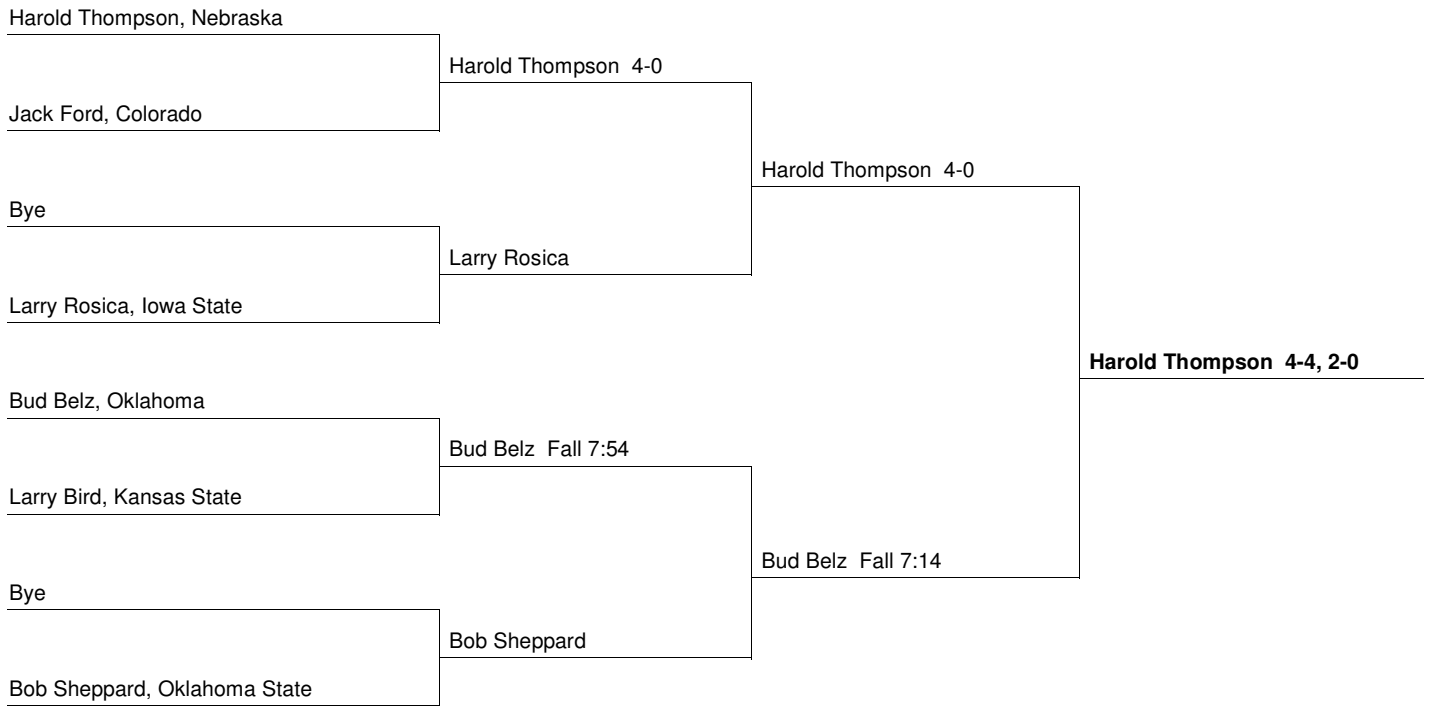 Harold Thompson, Nebraska
Harold Thompson 4-0
Jack Ford, Colorado
Harold Thompson 4-0
Bye
Larry Rosica
Larry Rosica, Iowa State
Harold Thompson 4-4, 2-0
Bud Belz, Oklahoma
Bud Belz Fall 7:54
Larry Bird, Kansas State
Bud Belz Fall 7:14
Bye
Bob Sheppard
Bob Sheppard, Oklahoma State